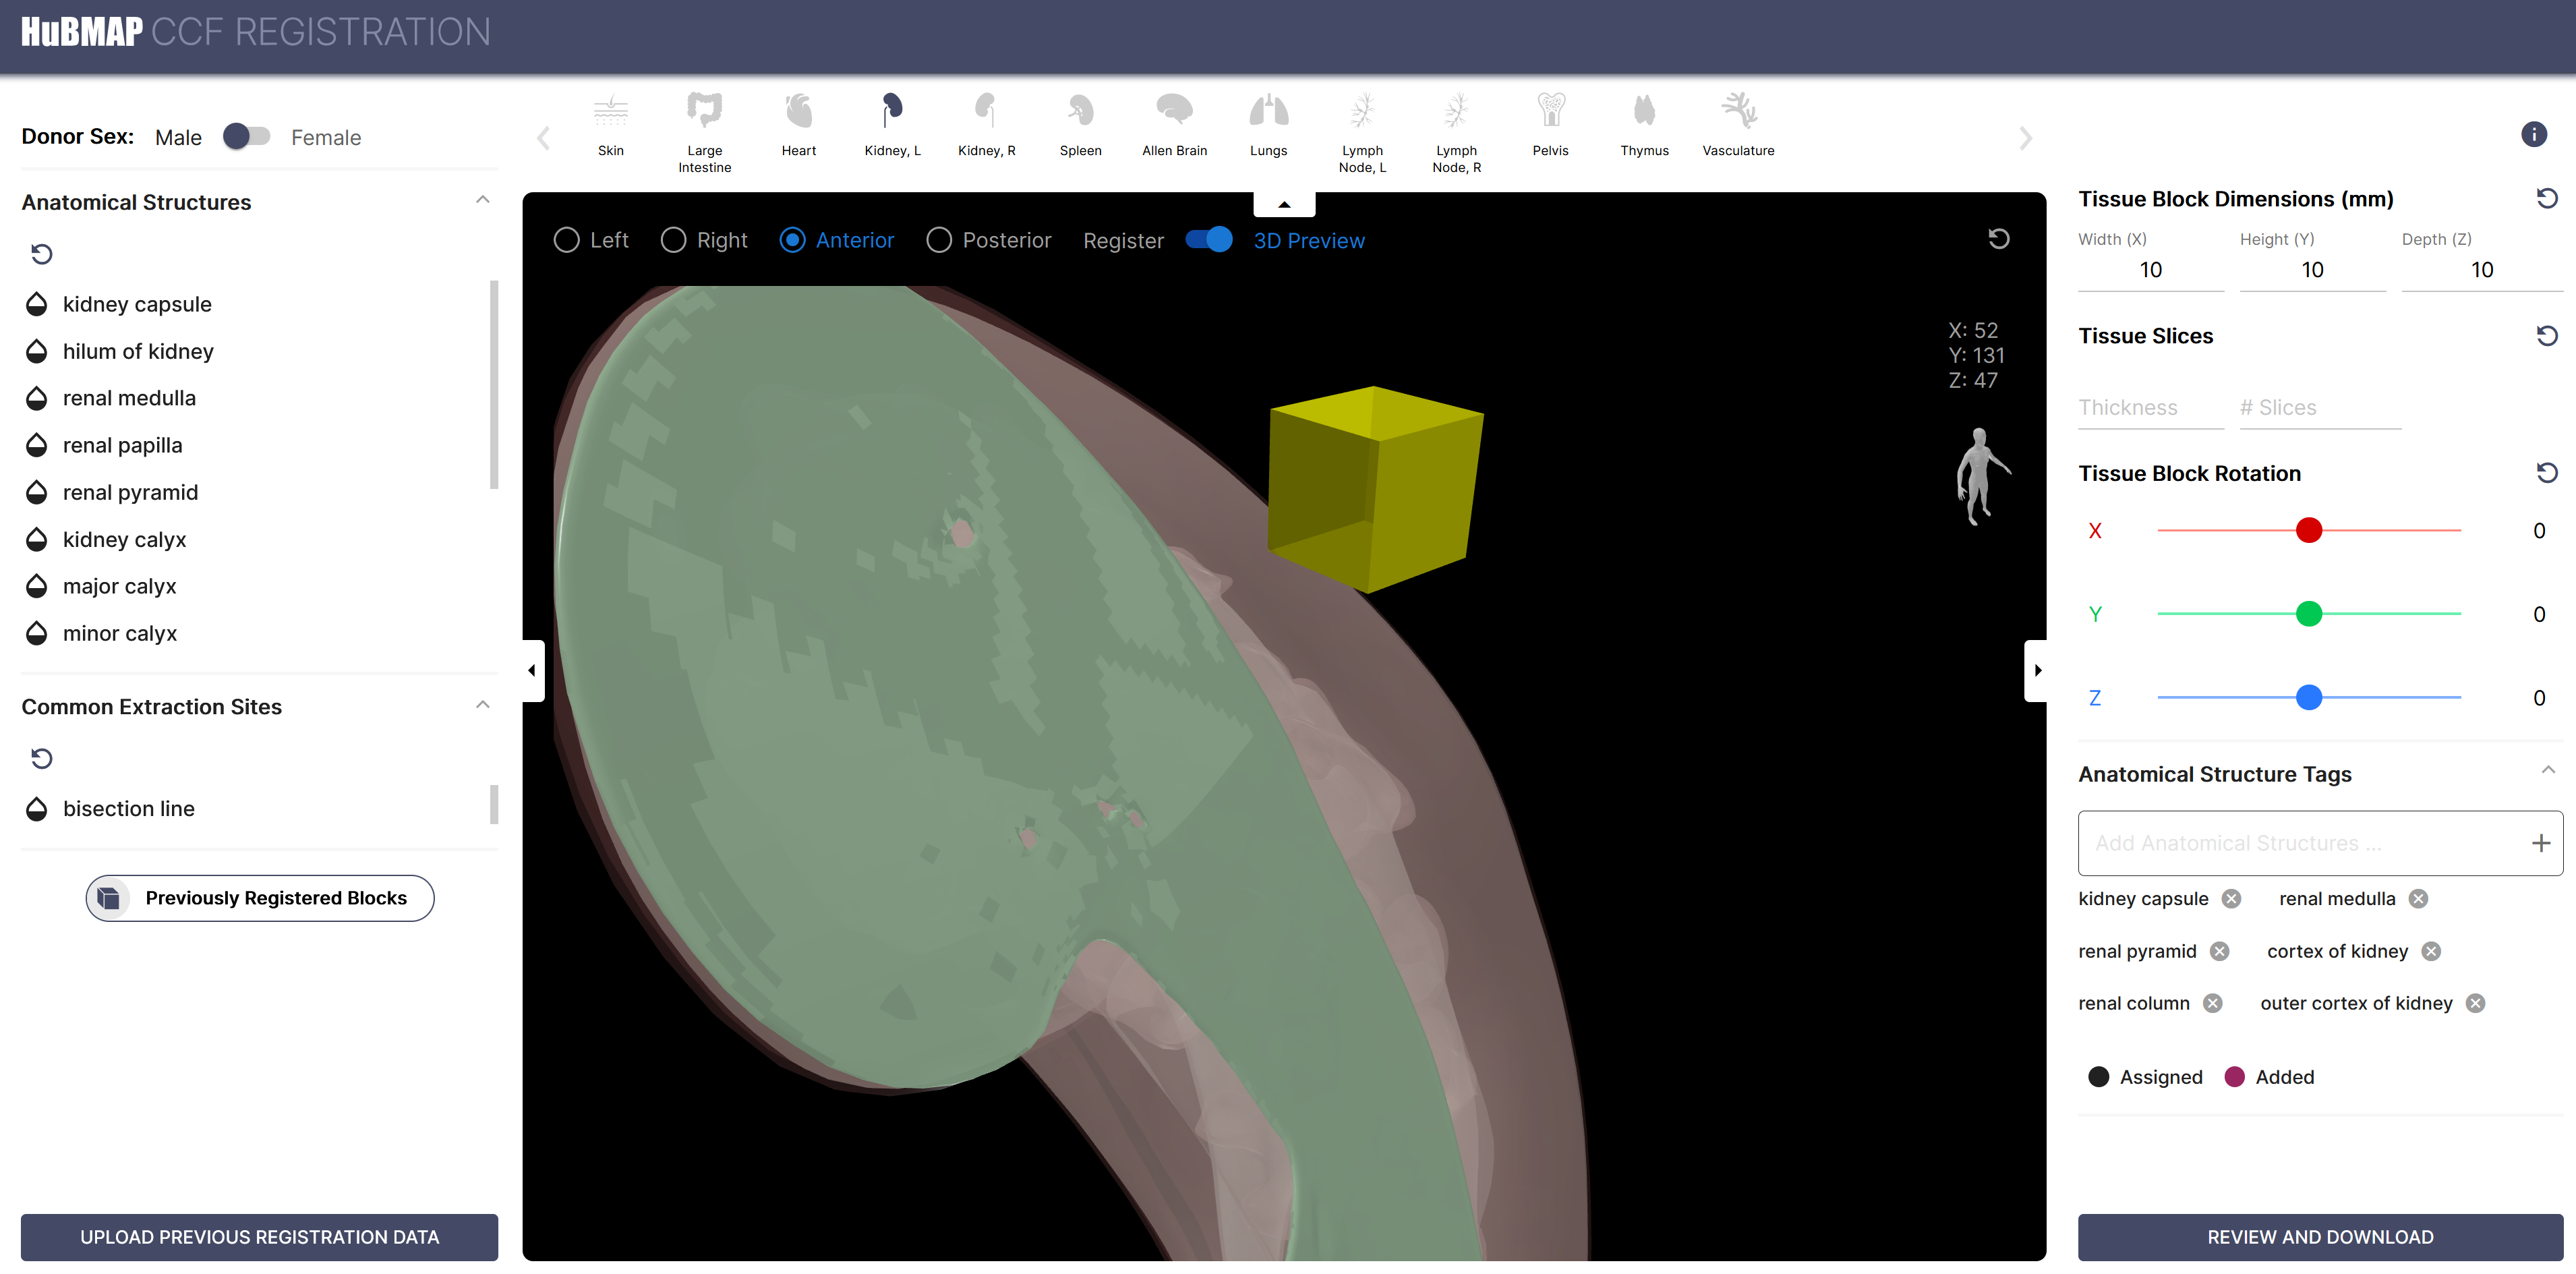 HuBMAP CCF REGISTRATION
Donor Sex: Male Female
Anatomical Structures
kidney capsule
hilum of kidney
renal medulla
renal papilla
renal pyramid
kidney calyx
major calyx
minor calyx
Common Extraction Sites
bisection line
Previously Registered Blocks
UPLOAD PREVIOUS REGISTRATION DATA
Skin
Large
Intestine
Heart
Kidney, L
Kidney, R
Spleen
Allen Brain
Lungs
Lymph
Node, L
Lymph
Node, R
Pelvis
Thymus
Vasculature
Left Right Anterior Posterior Register 3D Preview
X: 52
Y: 131
Z: 47
Tissue Block Dimensions (mm)
Width (X) Height (Y) Depth (Z)
10 10 10
Tissue Slices
Thickness # Slices
Tissue Block Rotation
X 0
Y 0
Z 0
Anatomical Structure Tags
Add Anatomical Structures ...
kidney capsule renal medulla
renal pyramid cortex of kidney
renal column outer cortex of kidney
Assigned Added
REVIEW AND DOWNLOAD